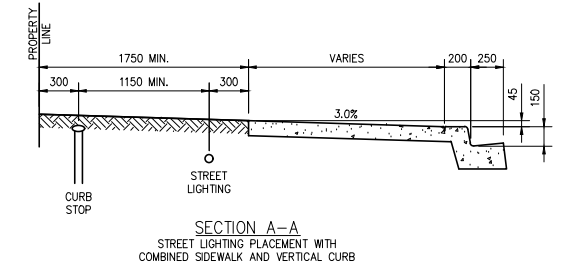 PROPERTY
LINE
1750 MIN.
VARIES
200
250
300
1150 MIN.
300
45
150
3.0%
STREET
LIGHTING
CURB
STOP
SECTION A-A
STREET LIGHTING PLACEMENT WITH
COMBINED SIDEWALK AND VERTICAL CURB